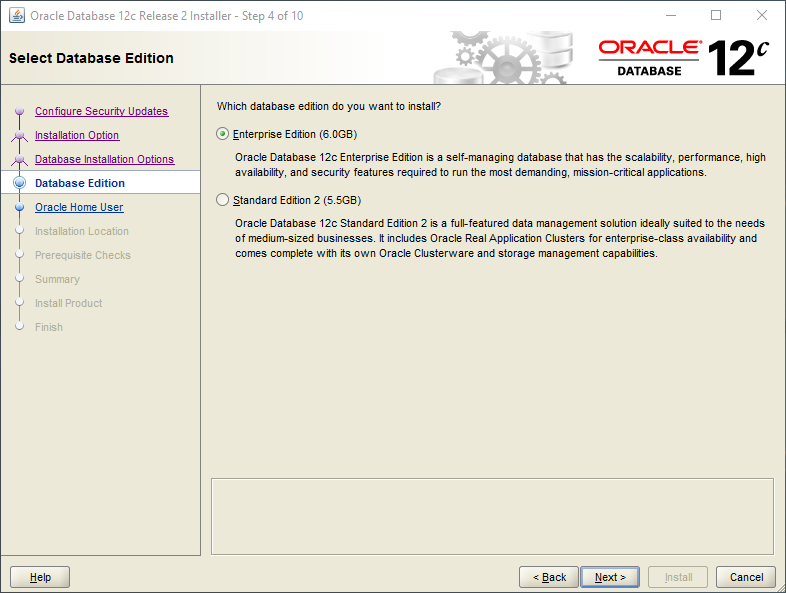 Oracle Database 12c Release 2 Installer - Step 4 of 10
Select Database Edition
ORACLE
DATABASE
12c
Configure Security Updates
Installation Option
Database Installation Options
Database Edition
Oracle Home User
Installation Location
Prerequisite Checks
Summary
Install Product
Finish
Which database edition do you want to install?
Enterprise Edition (6.0GB)
Oracle Database 12c Enterprise Edition is a self-managing database that has the scalability, performance, high
availability, and security features required to run the most demanding, mission-critical applications.
Standard Edition 2 (5.5GB)
Oracle Database 12c Standard Edition 2 is a full-featured data management solution ideally suited to the needs
of medium-sized businesses. It includes Oracle Real Application Clusters for enterprise-class availability and
comes complete with its own Oracle Clusterware and storage management capabilities.
Help
< Back
Next >
Install
Cancel